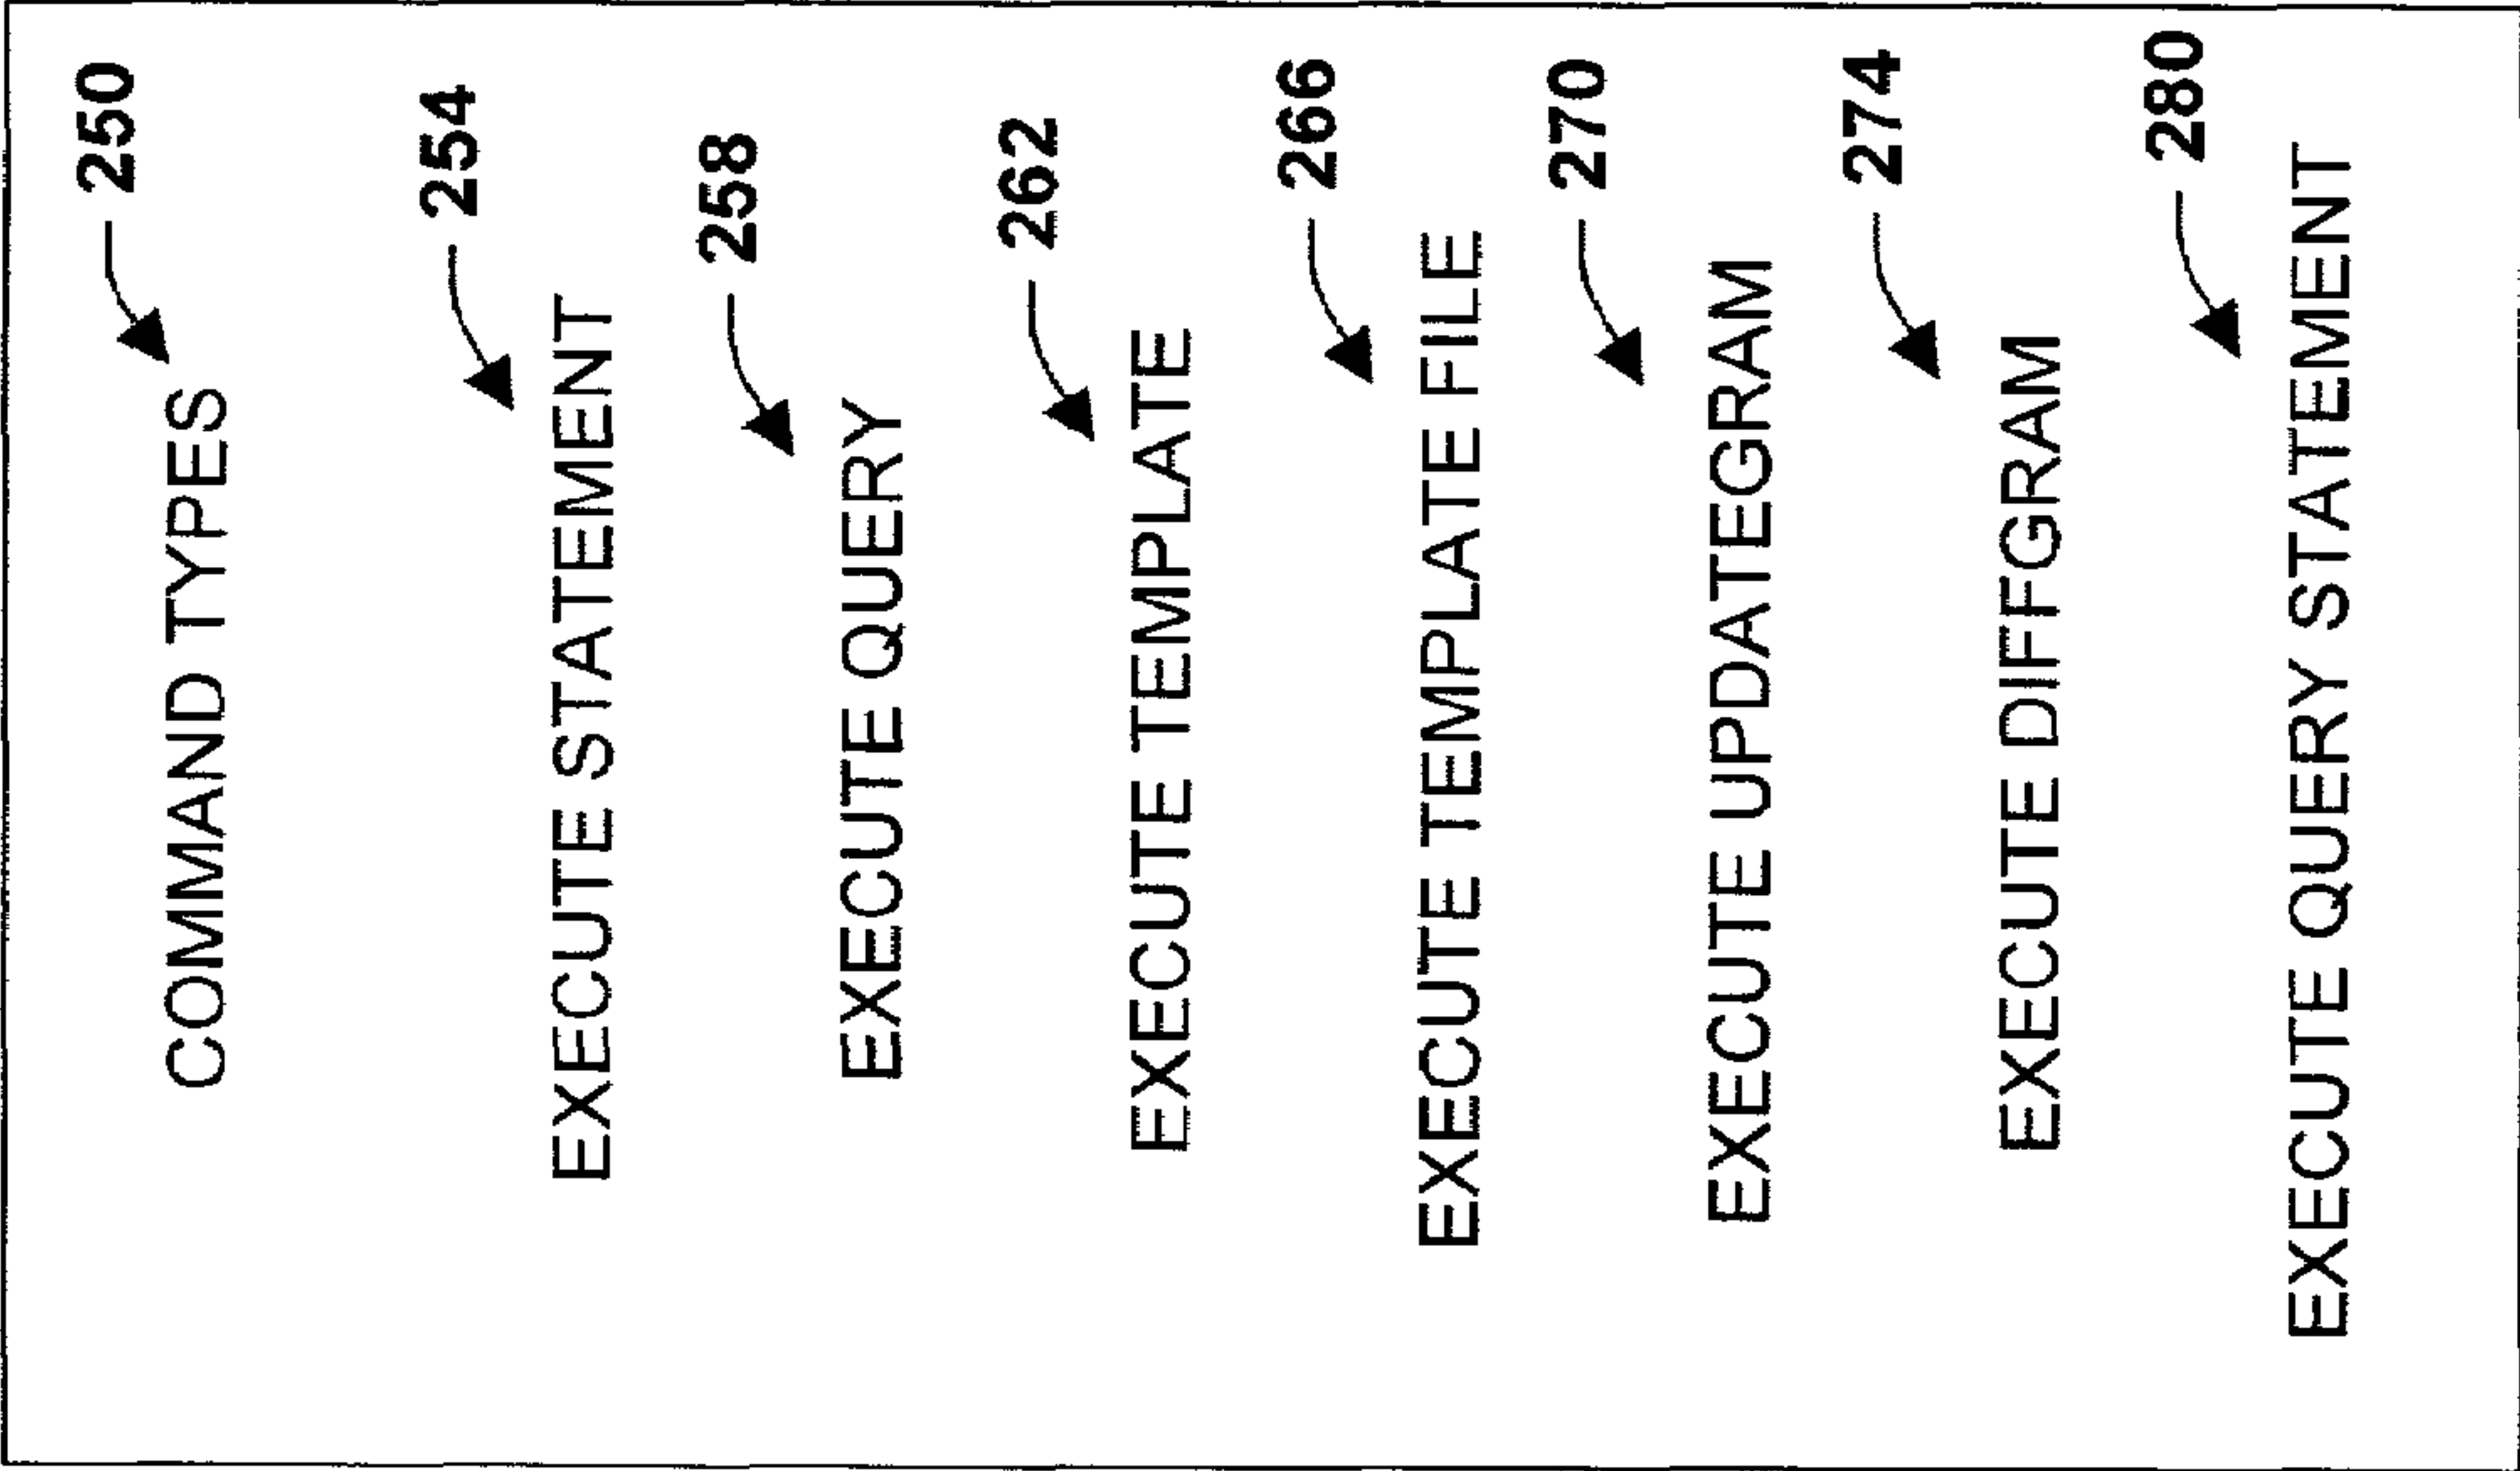 250
COMMAND TYPES
254
EXECUTE STATEMENT
258
EXECUTE QUERY
262
EXECUTE TEMPLATE
266
EXECUTE TEMPLATE FILE
270
EXECUTE UPDATEGRAM
274
EXECUTE DIFFGRAM
280
EXECUTE QUERY STATEMENT